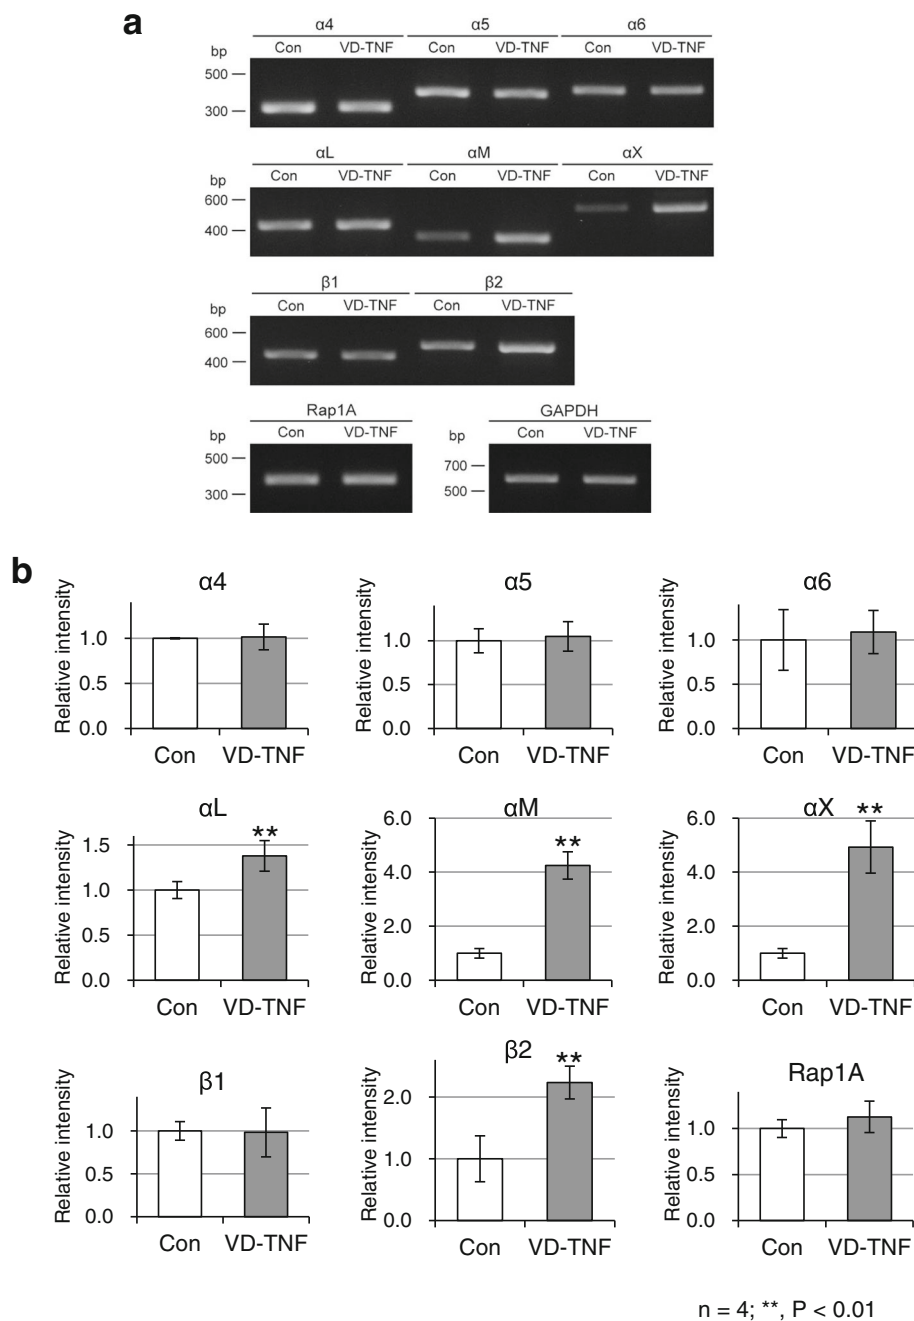 a
α4 α5 α6
bp Con VD-TNF Con VD-TNF Con VD-TNF
500
300
αL αM αX
bp Con VD-TNF Con VD-TNF Con VD-TNF
600
400
β1 β2
bp Con VD-TNF Con VD-TNF
600
400
Rap1A GAPDH
bp Con VD-TNF bp Con VD-TNF
500 700
300 500
b
α4 α5 α6
Relative intensity Relative intensity Relative intensity
1.0 1.0 1.0
0.5 0.5 0.5
0.0 0.0 0.0
Con VD-TNF Con VD-TNF Con VD-TNF
αL αM αX
Relative intensity Relative intensity Relative intensity
** ** **
1.5 6.0 6.0
1.0 4.0 4.0
0.5 2.0 2.0
0.0 0.0 0.0
Con VD-TNF Con VD-TNF Con VD-TNF
β1 β2 Rap1A
Relative intensity Relative intensity Relative intensity
**
1.0 2.0 1.0
0.5 1.0 0.5
0.0 0.0 0.0
Con VD-TNF Con VD-TNF Con VD-TNF
n = 4; **, P < 0.01